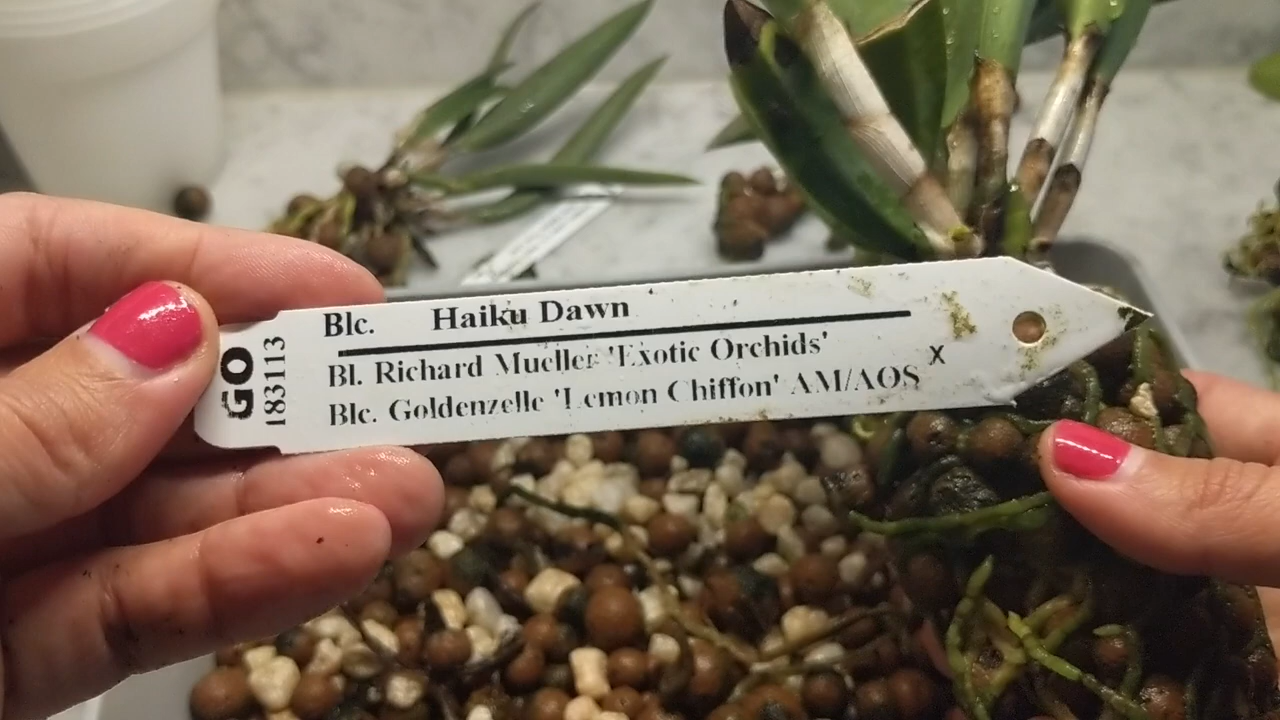 GO
183113
Blc. Haiku Dawn
Bl. Richard Mueller 'Exotic Orchids'
x
Blc. Goldenzelle 'Lemon Chiffon' AM/AOS